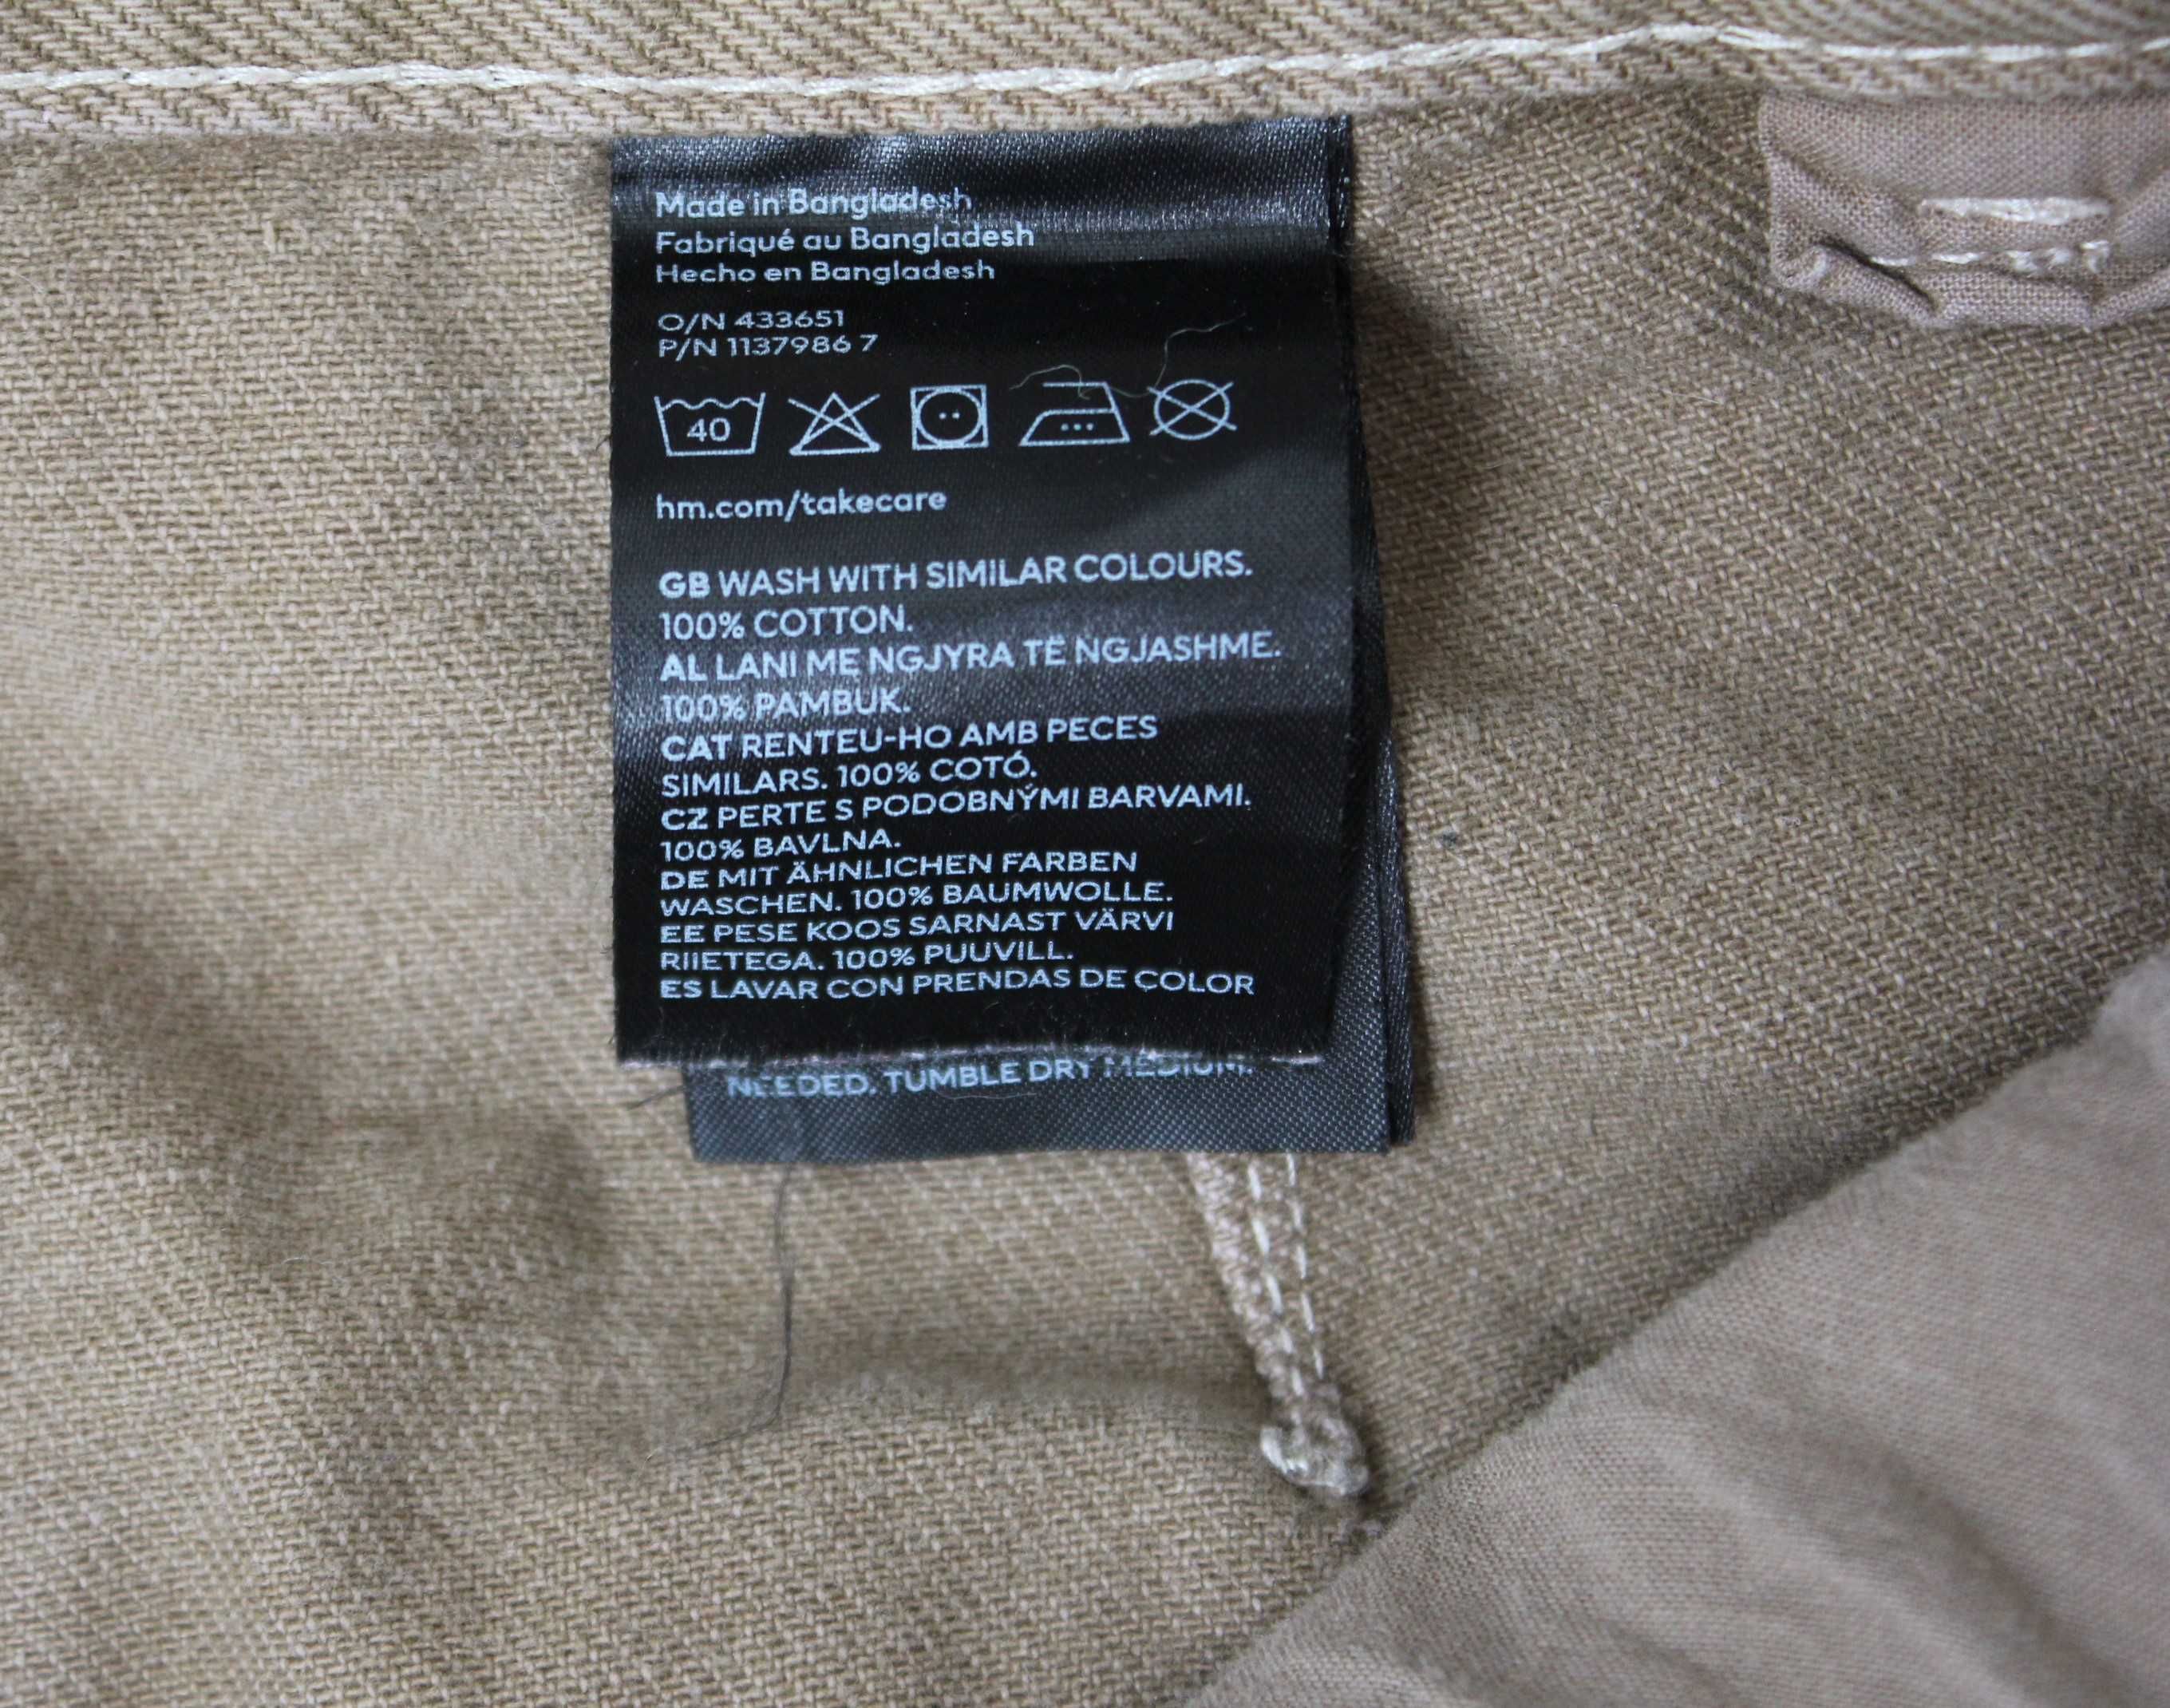 Made in Bangladesh
Fabriqué au Bangladesh
Hecho en Bangladesh
O/N 433651
P/N 1137986 7
40
hm.com/takecare
GB WASH WITH SIMILAR COLOURS.
100% COTTON.
AL LANI ME NGJYRA TË NGJASHME.
100% PAMBUK.
CAT RENTEU-HO AMB PECES
SIMILARS. 100% COTÓ.
CZ PERTE S PODOBNÝMI BARVAMI.
100% BAVLNA.
DE MIT ÄHNLICHEN FARBEN
WASCHEN. 100% BAUMWOLLE.
EE PESE KOOS SARNAST VÄRVI
RIIETEGA. 100% PUUVILL.
ES LAVAR CON PRENDAS DE COLOR
NEEDED. TUMBLE DRY MEDIUM.